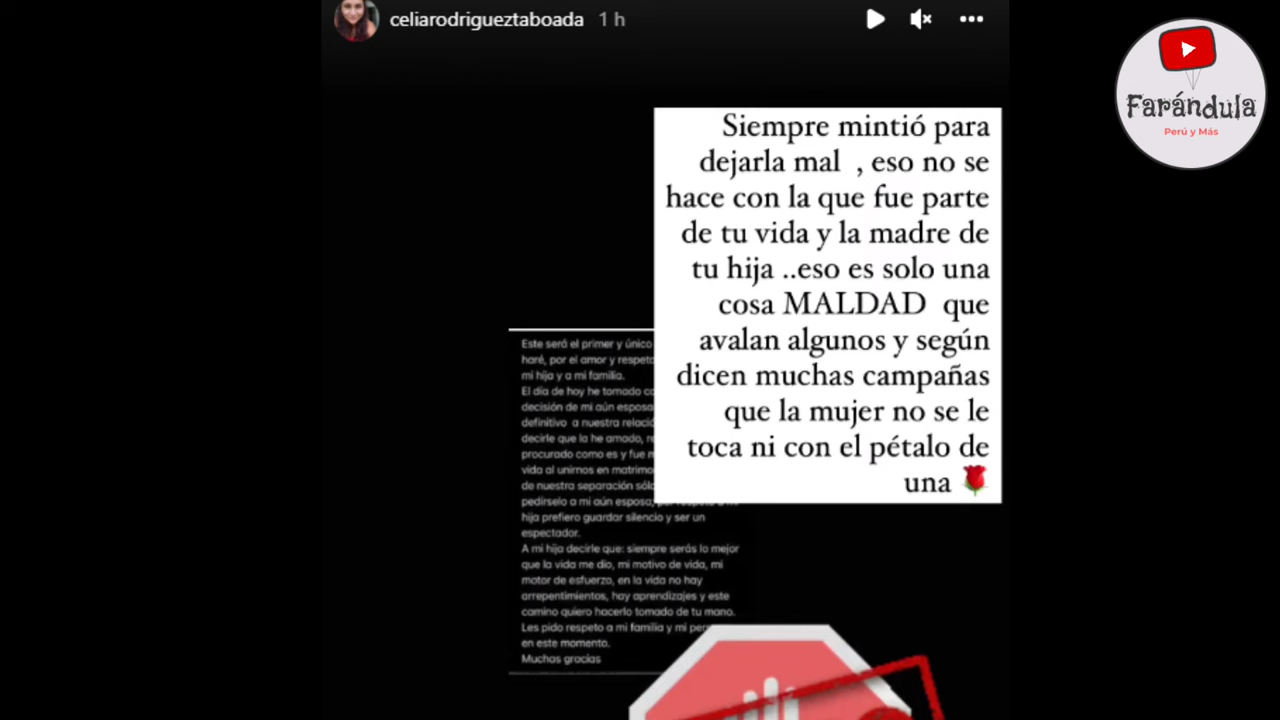 celiarodrigueztaboada 1 h
Farándula
Perú y Más
Siempre mintió para
dejarla mal , eso no se
hace con la que fue parte
de tu vida y la madre de
tu hija ..eso es solo una
cosa MALDAD que
avalan algunos y según
dicen muchas campañas
que la mujer no se le
toca ni con el pétalo de
una 🌹
Este será el primer y único
haré, por el amor y respeto
mi hija y a mi familia.
El día de hoy he tomado
decisión de mi aún esposa
definitivo a nuestra
decirle que la he amado,
procurado como es y fue
vida al unirnos en
de nuestra separación
pedírselo a mi aún esposa,
hija prefiero guardar silencio y ser un
espectador.
A mi hija decirle que: siempre serás lo mejor
que la vida me dio, mi motivo de vida, mi
motor de esfuerzo, en la vida no hay
arrepentimientos, hay aprendizajes y este
camino quiero hacerlo tomado de tu mano.
Les pido respeto a mi familia y mi
en este momento.
Muchas gracias